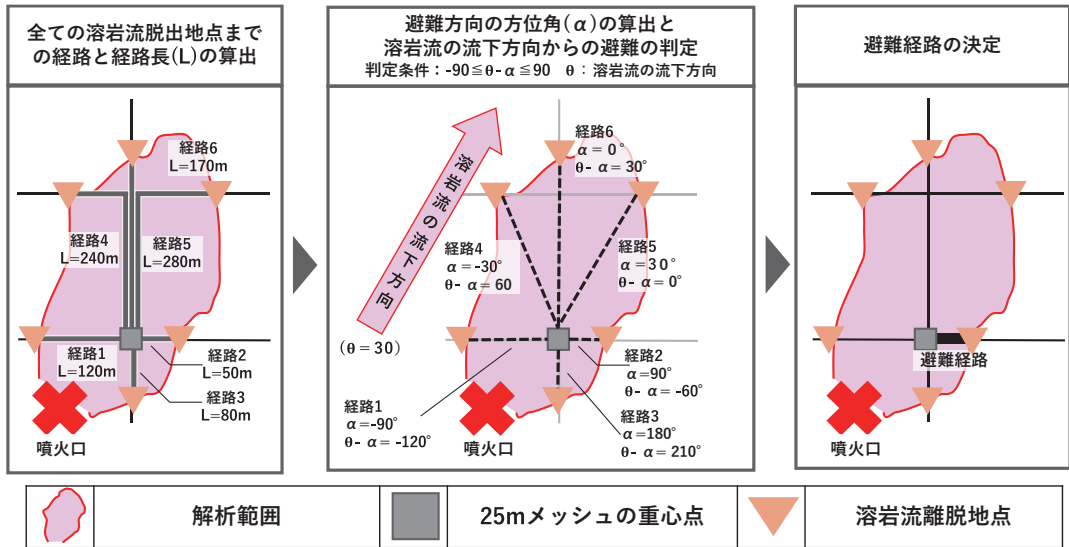 全ての溶岩流脱出地点まで
の経路と経路長(L)の算出
経路6
L=170m
経路4
L=240m
経路5
L=280m
経路1
L=120m
経路2
L=50m
経路3
L=80m
噴火口
避難方向の方位角(α)の算出と
溶岩流の流下方向からの避難の判定
判定条件：-90≦θ-α≦90 θ：溶岩流の流下方向
溶岩流の流下方向
(θ=30)
経路6
α=0°
θ- α=30°
経路4
α=-30°
θ- α=60
経路5
α=30°
θ- α=0°
経路2
α=90°
θ- α=-60°
経路1
α=-90°
θ- α=-120°
経路3
α=180°
θ- α=210°
噴火口
避難経路の決定
避難経路
噴火口
解析範囲
25mメッシュの重心点
溶岩流離脱地点